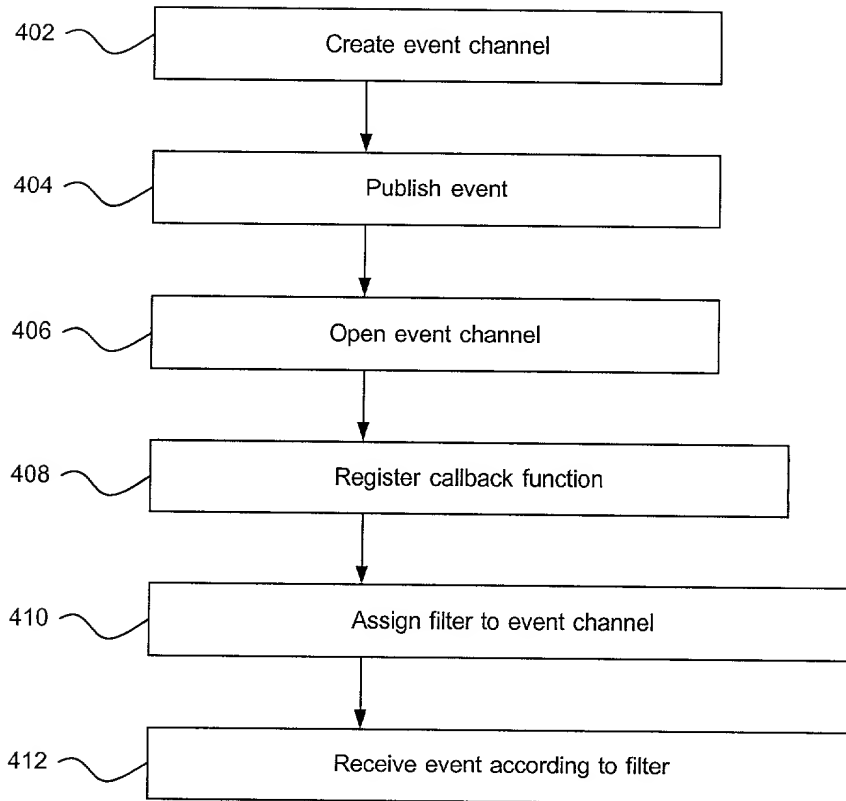 402 Create event channel
404 Publish event
406 Open event channel
408 Register callback function
410 Assign filter to event channel
412 Receive event according to filter